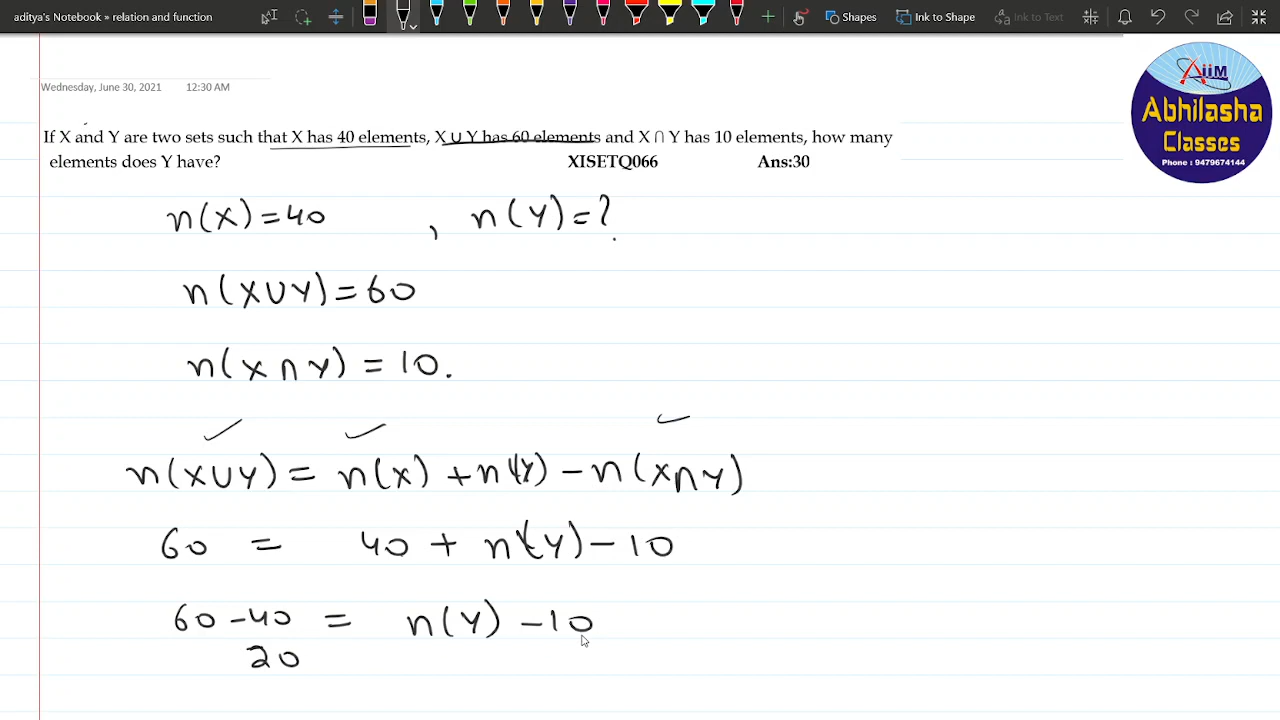 aditya's Notebook » relation and function
Shapes
Ink to Shape
Ink to Text
Wednesday, June 30, 2021 12:30 AM
AiiM
Abhilasha
Classes
Phone : 9479674144
If X and Y are two sets such that X has 40 elements, X ∪ Y has 60 elements and X ∩ Y has 10 elements, how many
elements does Y have? XISETQ066 Ans:30
n(X)=40 , n(Y)=?
n(X∪Y)=60
n(X∩Y)=10.
n(X∪Y)=n(X)+n(Y)-n(X∩Y)
60 = 40 + n(Y)-10
60-40 = n(Y)-10
20